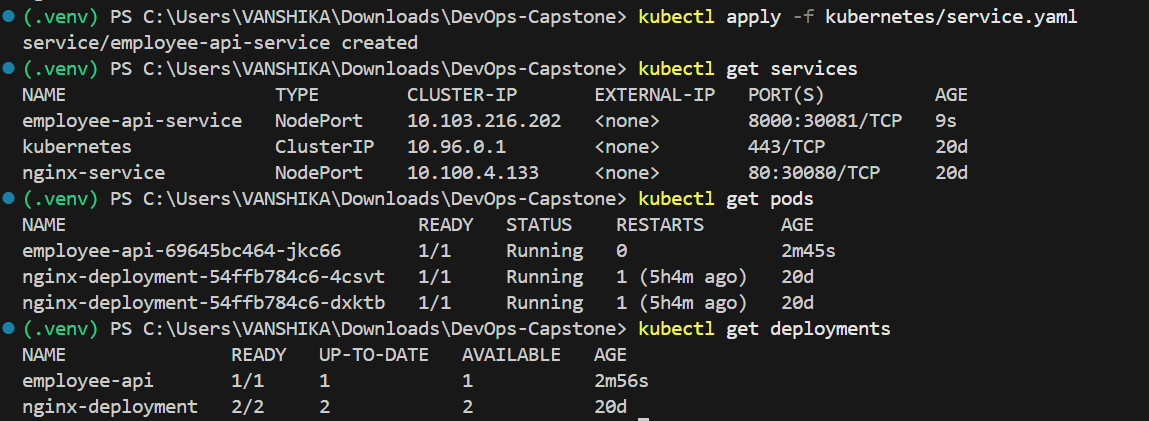 (.venv) PS C:\Users\VANSHIKA\Downloads\DevOps-Capstone> kubectl apply -f kubernetes/service.yaml
service/employee-api-service created
(.venv) PS C:\Users\VANSHIKA\Downloads\DevOps-Capstone> kubectl get services
NAME                   TYPE        CLUSTER-IP       EXTERNAL-IP   PORT(S)          AGE
employee-api-service   NodePort    10.103.216.202   <none>        8000:30081/TCP   9s
kubernetes             ClusterIP   10.96.0.1        <none>        443/TCP          20d
nginx-service          NodePort    10.100.4.133     <none>        80:30080/TCP     20d
(.venv) PS C:\Users\VANSHIKA\Downloads\DevOps-Capstone> kubectl get pods
NAME                                READY   STATUS    RESTARTS       AGE
employee-api-69645bc464-jkc66       1/1     Running   0              2m45s
nginx-deployment-54ffb784c6-4csvt   1/1     Running   1 (5h4m ago)   20d
nginx-deployment-54ffb784c6-dxktb   1/1     Running   1 (5h4m ago)   20d
(.venv) PS C:\Users\VANSHIKA\Downloads\DevOps-Capstone> kubectl get deployments
NAME               READY   UP-TO-DATE   AVAILABLE   AGE
employee-api       1/1     1            1           2m56s
nginx-deployment   2/2     2            2           20d